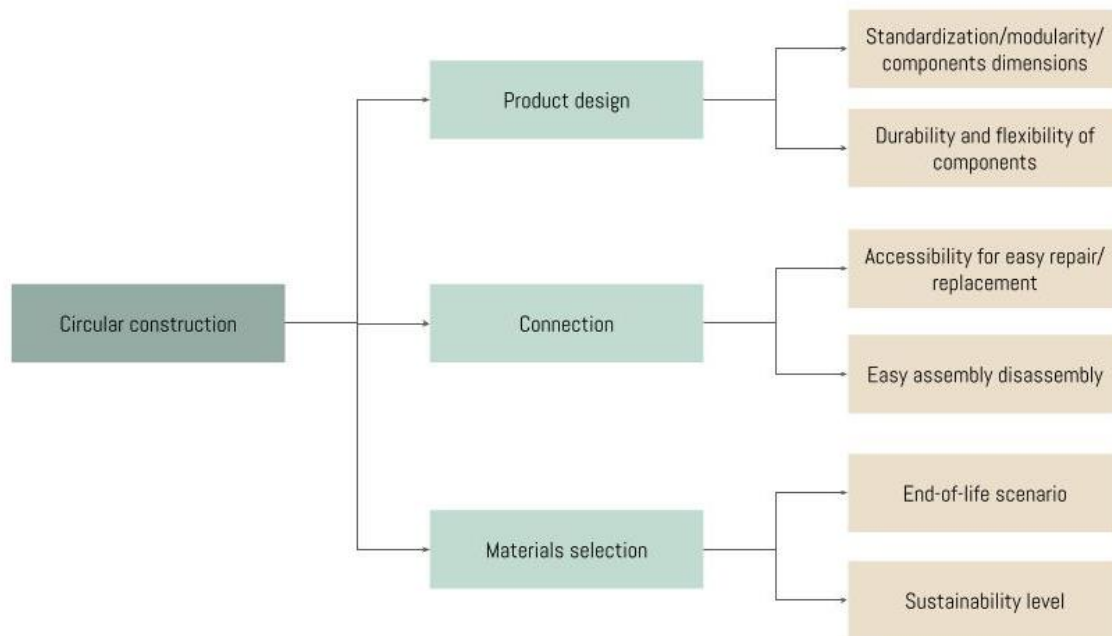 Standardization/modularity/
components dimensions
Product design
Durability and flexibility of
components
Accessibility for easy repair/
replacement
Circular construction
Connection
Easy assembly disassembly
End-of-life scenario
Materials selection
Sustainability level